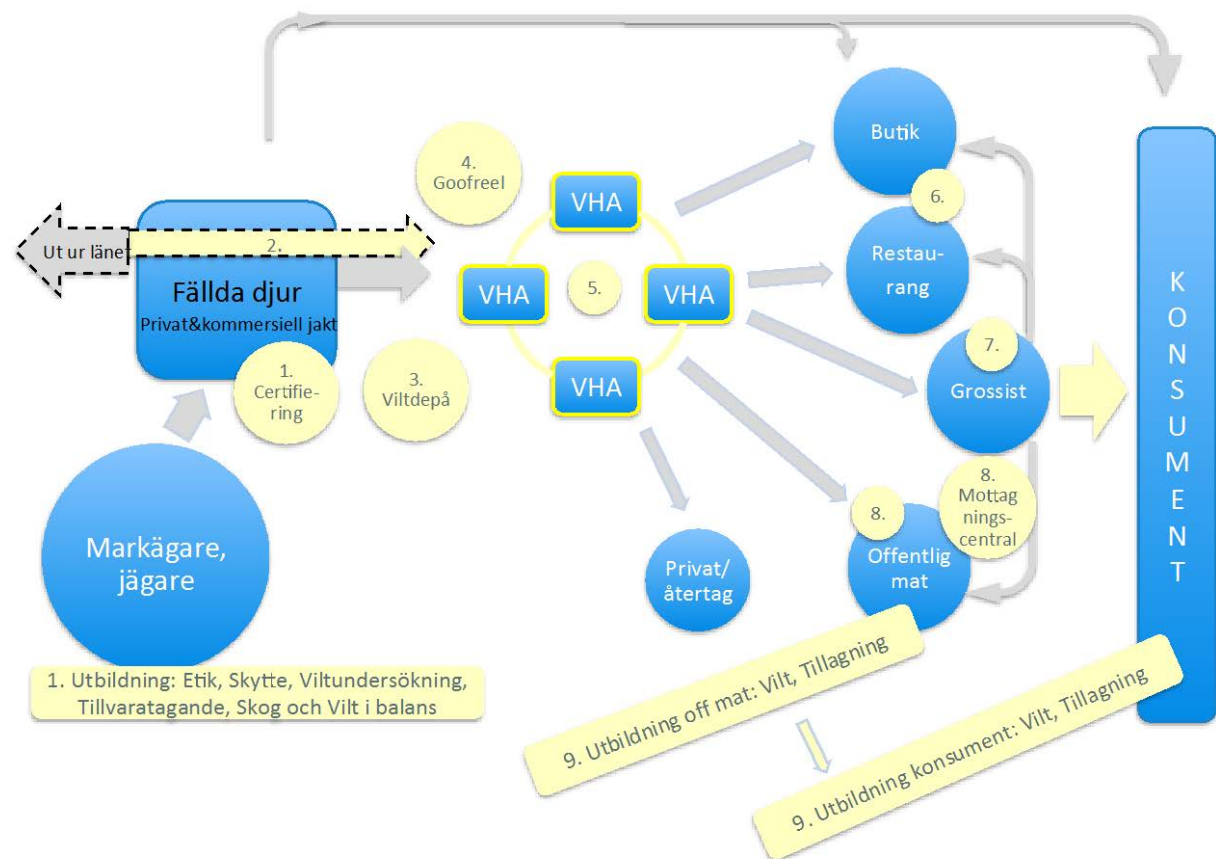 Butik
4.
Goofreel
VHA
6.
Ut ur länet
2.
Restau-
rang
5.
VHA
VHA
Fällda djur
Privat&kommersiell jakt
7.
1.
Certifie-
ring
3.
Viltdepå
VHA
Grossist
K
O
N
S
U
M
E
N
T
8.
Mottag
nings-
central
8.
Markägare,
jägare
Offentlig
mat
Privat/
återtag
1. Utbildning: Etik, Skytte, Viltundersökning,
Tillvaratagande, Skog och Vilt i balans
9. Utbildning off mat: Vilt, Tillagning
9. Utbildning konsument: Vilt, Tillagning